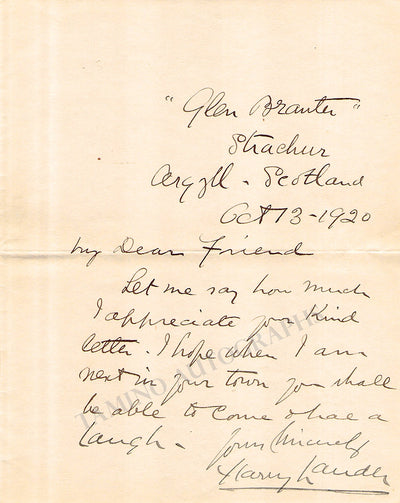 "Glen Branter"
Strachur
Argyll - Scotland
Oct 13-1920
My Dear Friend
Let me say how much
I appreciate your Kind
letter. I hope when I am
next in your town you shall
be able to come & hae a
laugh -
Yours Sincerely
Harry Lauder
TAMINO AUTOGRAPHS